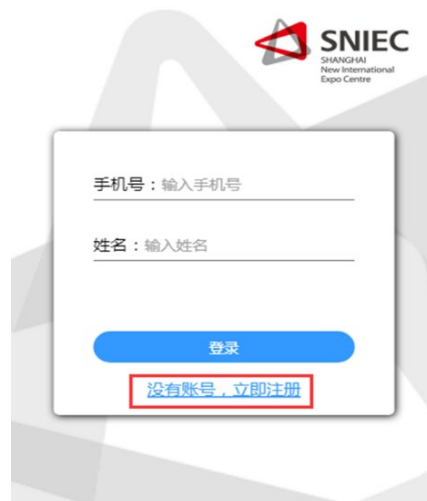 SNIEC
SHANGHAI
New International
Expo Centre
手机号：输入手机号
姓名：输入姓名
登录
没有账号，立即注册